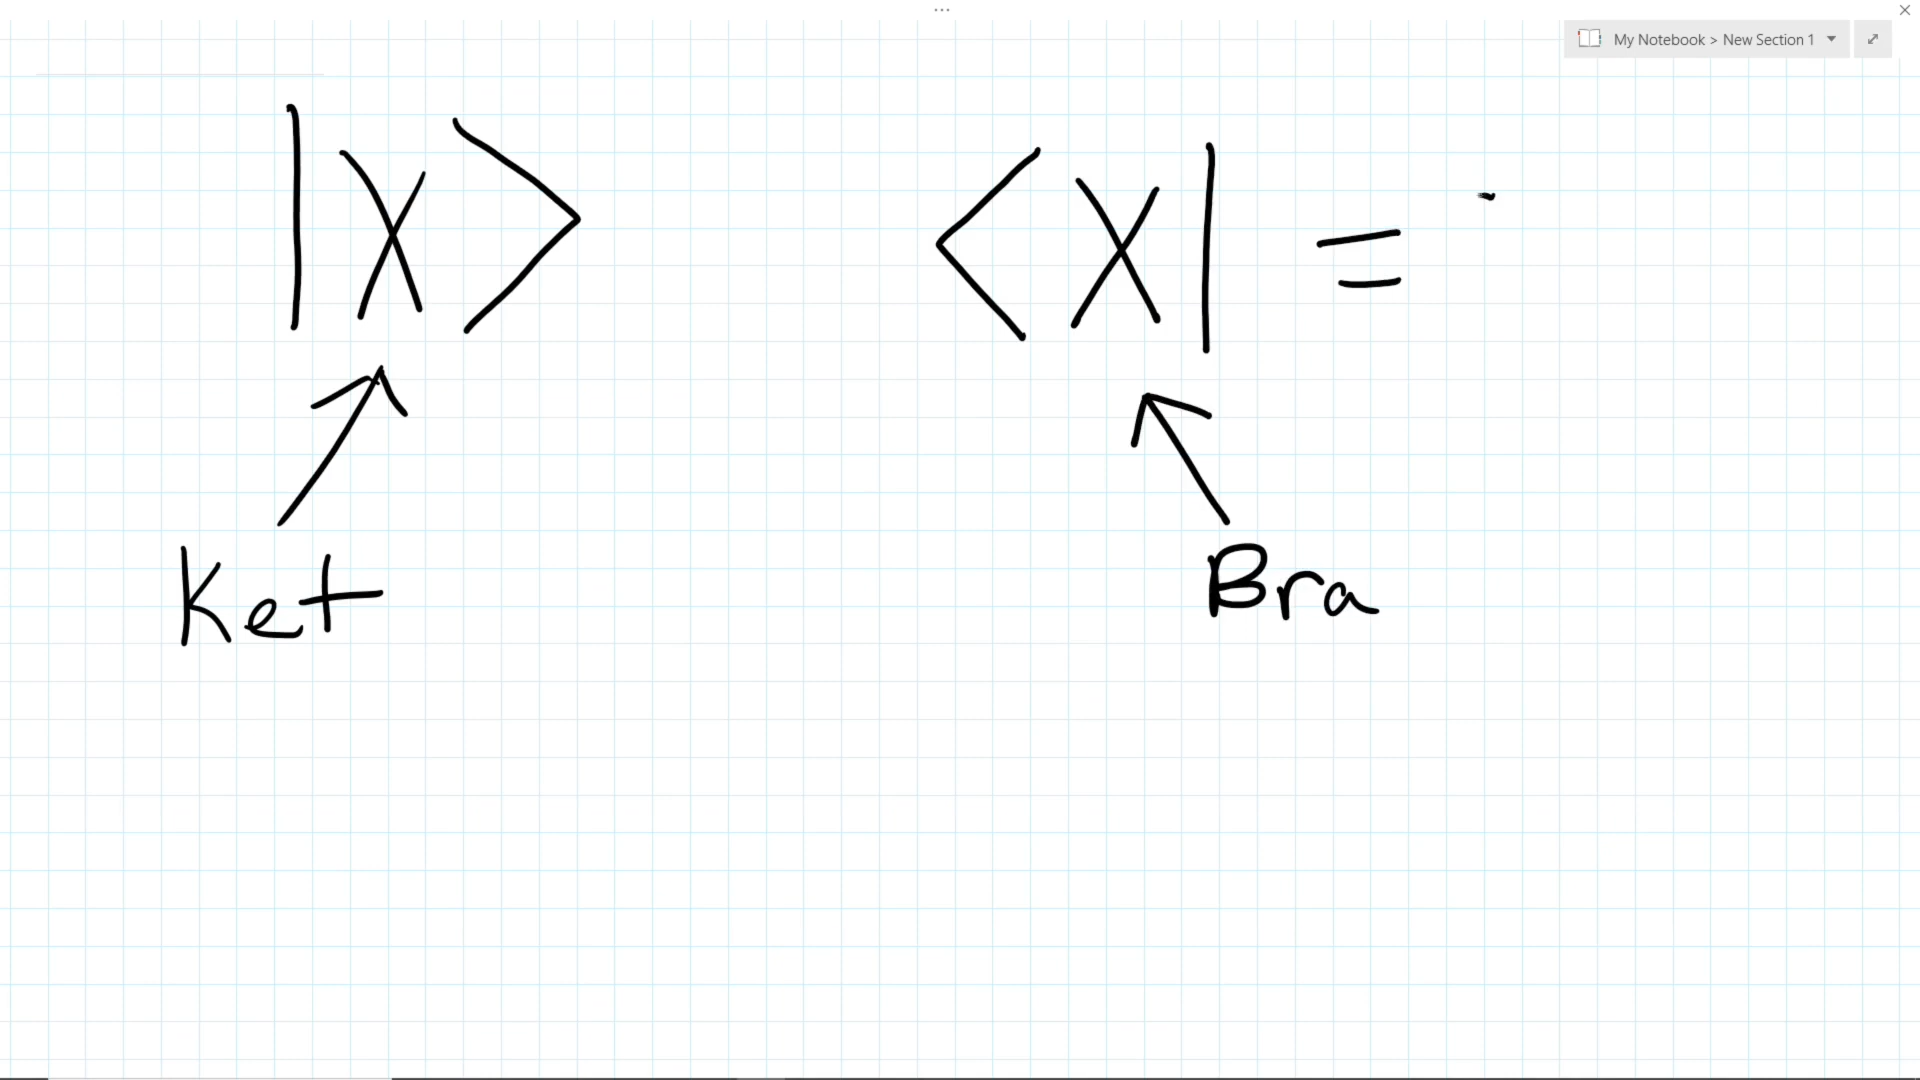 My Notebook > New Section 1
|X⟩ ⟨X| =
Ket
Bra